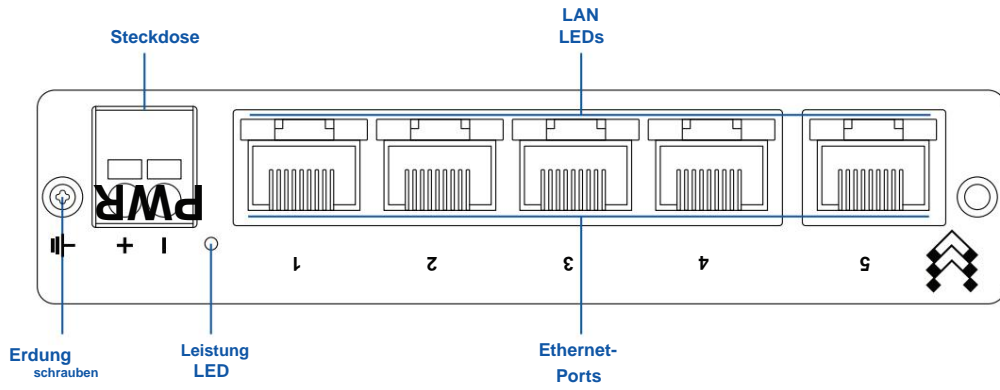 LAN
LEDs
Steckdose
PWR
+ −
1 2 3 4 5
Erdung
schrauben
Leistung
LED
Ethernet-
Ports